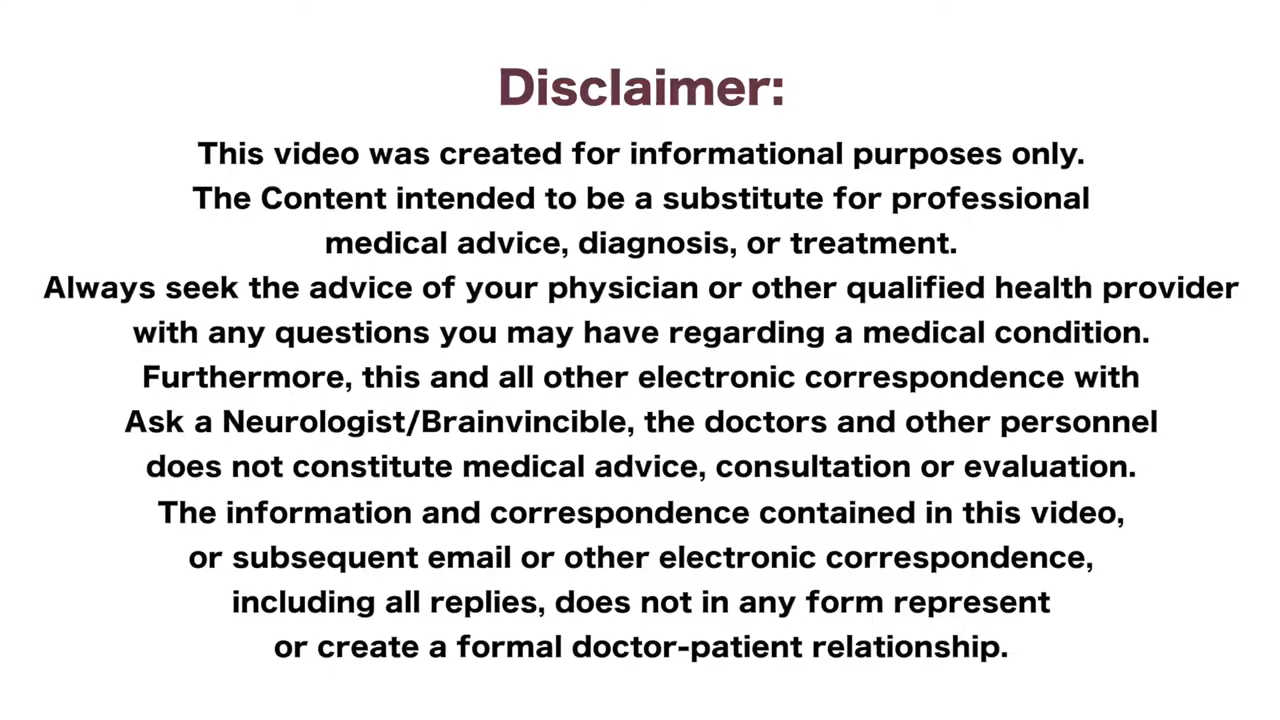 Disclaimer:
This video was created for informational purposes only.
The Content intended to be a substitute for professional
medical advice, diagnosis, or treatment.
Always seek the advice of your physician or other qualified health provider
with any questions you may have regarding a medical condition.
Furthermore, this and all other electronic correspondence with
Ask a Neurologist/Brainvincible, the doctors and other personnel
does not constitute medical advice, consultation or evaluation.
The information and correspondence contained in this video,
or subsequent email or other electronic correspondence,
including all replies, does not in any form represent
or create a formal doctor-patient relationship.